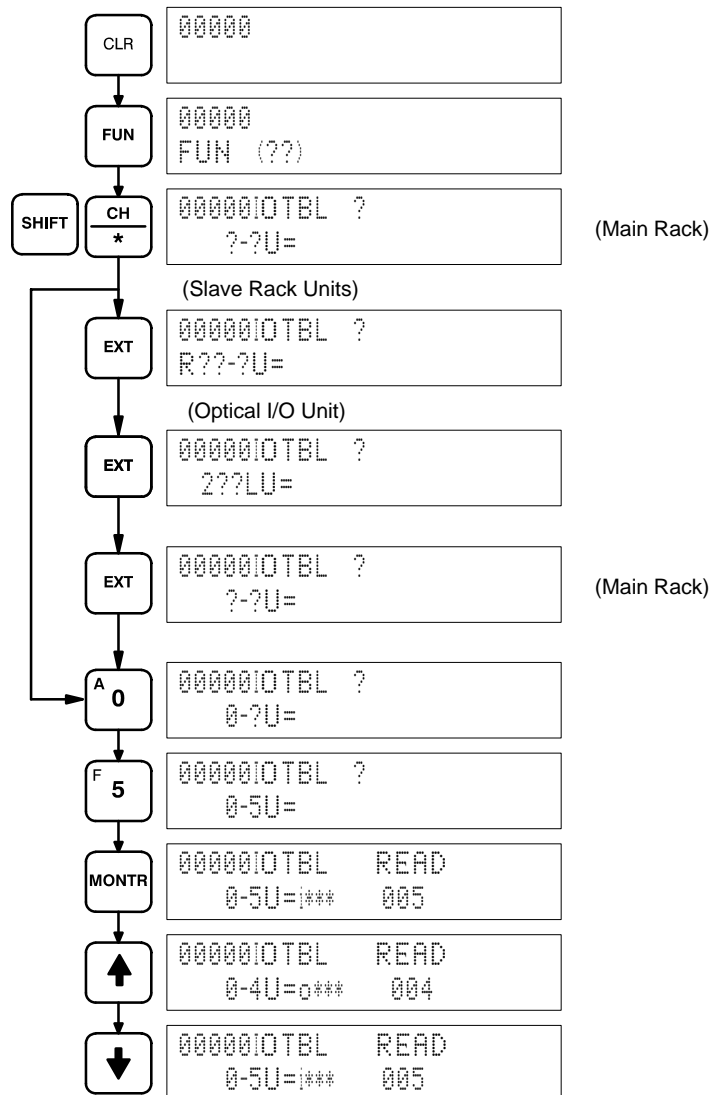 CLR
00000
FUN
00000
FUN (??)
SHIFT
CH
*
00000IOTBL ?
?-?U=
(Main Rack)
(Slave Rack Units)
EXT
00000IOTBL ?
R??-?U=
(Optical I/O Unit)
EXT
00000IOTBL ?
2??LU=
EXT
00000IOTBL ?
?-?U=
(Main Rack)
A
0
00000IOTBL ?
0-?U=
F
5
00000IOTBL ?
0-5U=
MONTR
00000IOTBL READ
0-5U=i*** 005
00000IOTBL READ
0-4U=o*** 004
00000IOTBL READ
0-5U=i*** 005